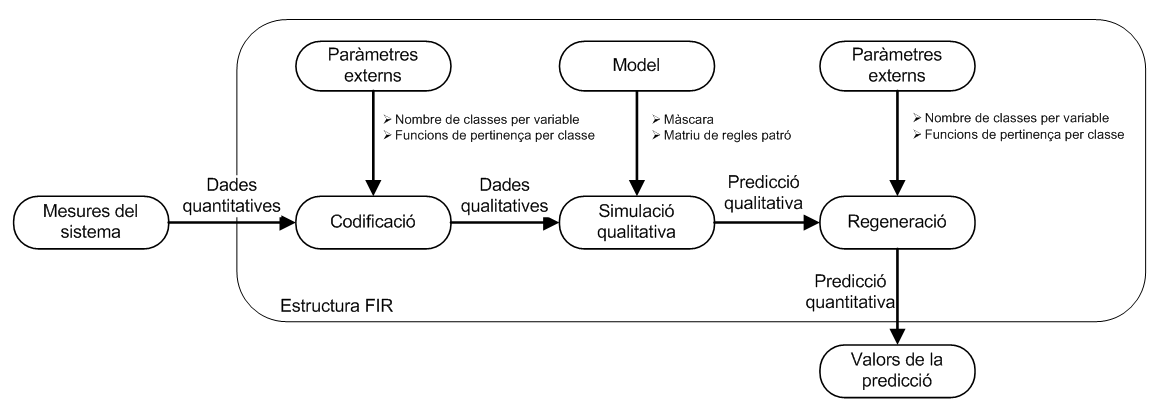 Paràmetres
externs
Model
Paràmetres
externs
➢ Nombre de classes per variable
➢ Funcions de pertinença per classe
➢ Màscara
➢ Matriu de regles patró
➢ Nombre de classes per variable
➢ Funcions de pertinença per classe
Mesures del
sistema
Dades
quantitatives
Codificació
Dades
qualitatives
Simulació
qualitativa
Predicció
qualitativa
Regeneració
Predicció
quantitativa
Estructura FIR
Valors de la
predicció